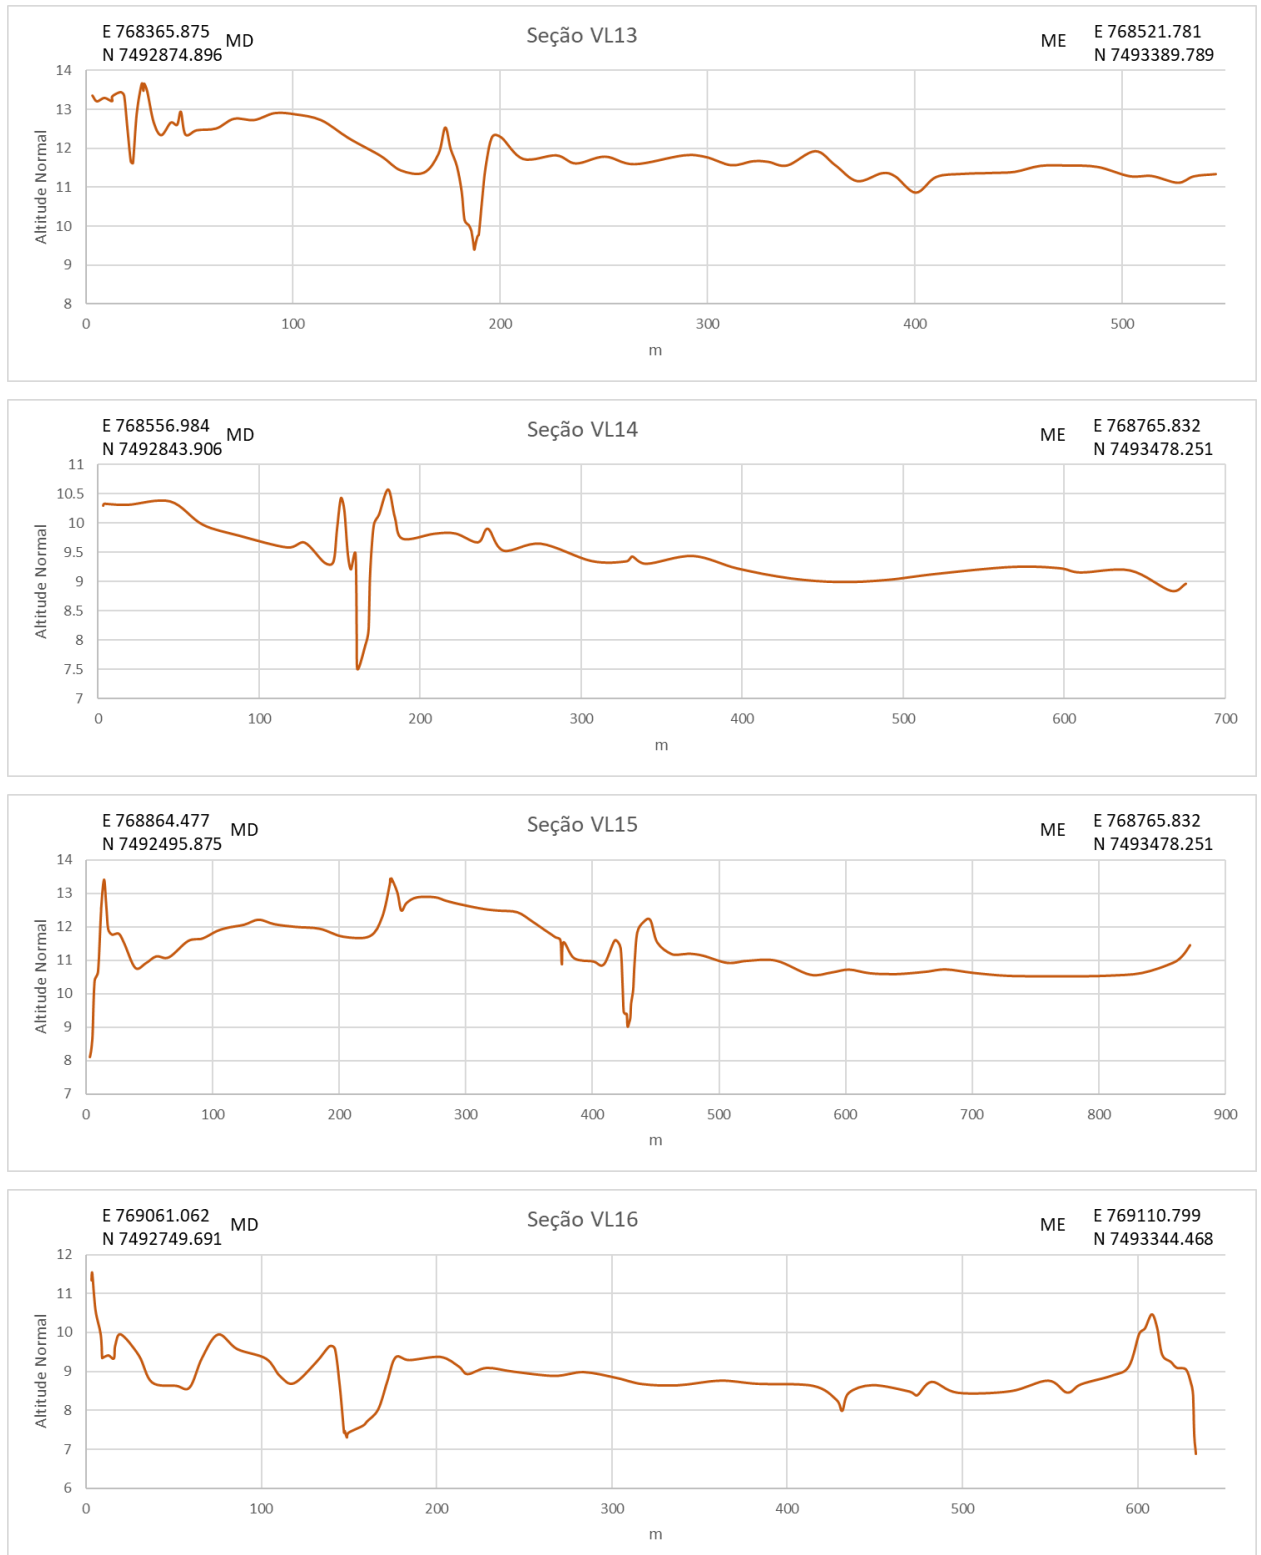 E 768365.875
N 7492874.896
MD
Seção VL13
ME
E 768521.781
N 7493389.789
14
13
12
11
10
9
8
Altitude Normal
0 100 200 300 400 500
m
E 768556.984
N 7492843.906
MD
Seção VL14
ME
E 768765.832
N 7493478.251
11
10.5
10
9.5
9
8.5
8
7.5
7
Altitude Normal
0 100 200 300 400 500 600 700
m
E 768864.477
N 7492495.875
MD
Seção VL15
ME
E 768765.832
N 7493478.251
14
13
12
11
10
9
8
7
Altitude Normal
0 100 200 300 400 500 600 700 800 900
m
E 769061.062
N 7492749.691
MD
Seção VL16
ME
E 769110.799
N 7493344.468
12
11
10
9
8
7
6
Altitude Normal
0 100 200 300 400 500 600
m